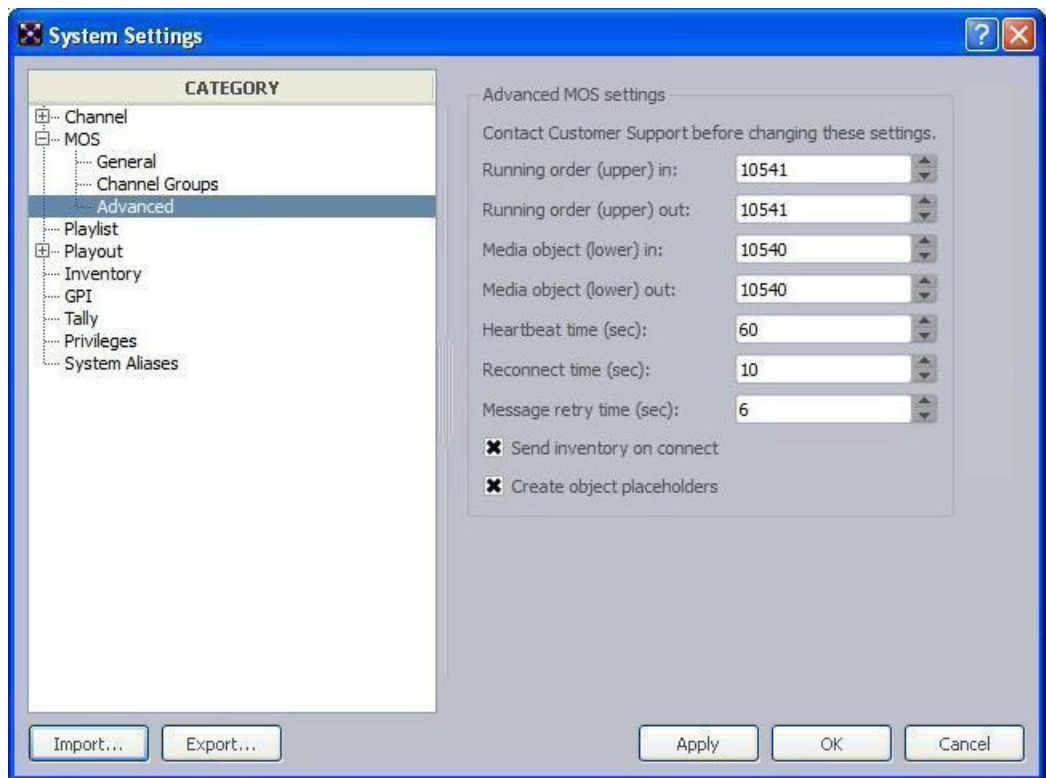 System Settings
CATEGORY
Channel
MOS
General
Channel Groups
Advanced
Playlist
Playout
Inventory
GPI
Tally
Privileges
System Aliases
Advanced MOS settings
Contact Customer Support before changing these settings.
Running order (upper) in: 10541
Running order (upper) out: 10541
Media object (lower) in: 10540
Media object (lower) out: 10540
Heartbeat time (sec): 60
Reconnect time (sec): 10
Message retry time (sec): 6
Send inventory on connect
Create object placeholders
Import... Export... Apply OK Cancel